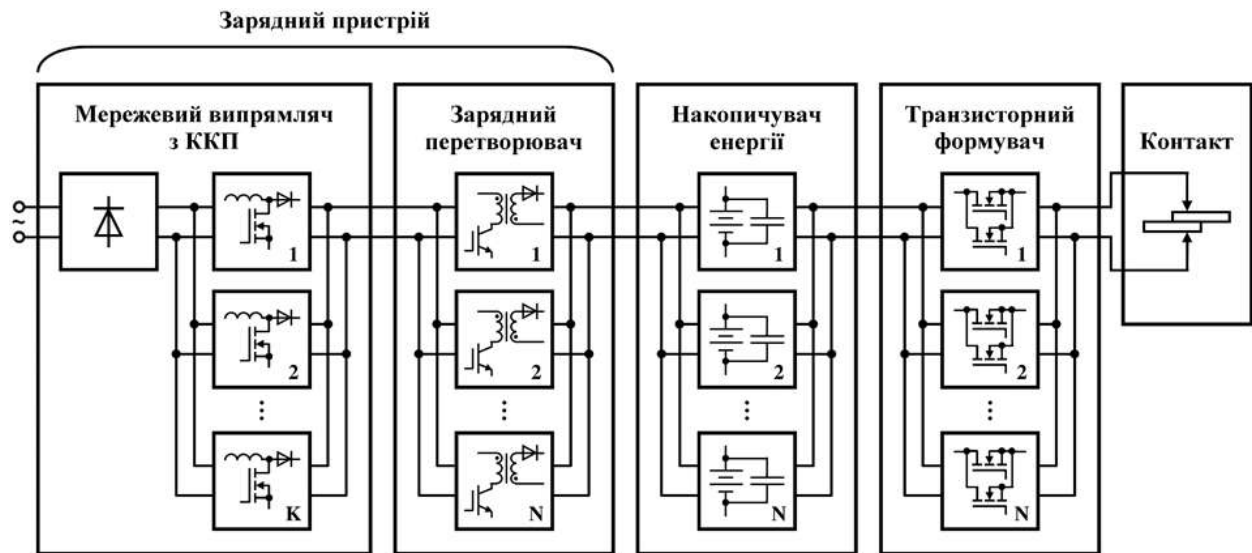 Зарядний пристрій
Мережевий випрямляч
з ККП
Зарядний
перетворювач
Накопичувач
енергії
Транзисторний
формувач
Контакт
~
1
1
1
1
2
2
2
2
...
...
...
...
K
N
N
N